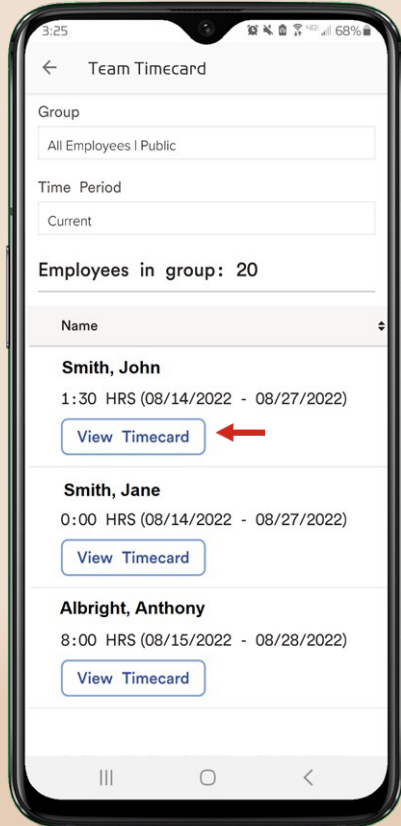 3:25 68%
Team Timecard
Group
All Employees | Public
Time Period
Current
Employees in group: 20
Name
Smith, John
1:30 HRS (08/14/2022 - 08/27/2022)
View Timecard
Smith, Jane
0:00 HRS (08/14/2022 - 08/27/2022)
View Timecard
Albright, Anthony
8:00 HRS (08/15/2022 - 08/28/2022)
View Timecard